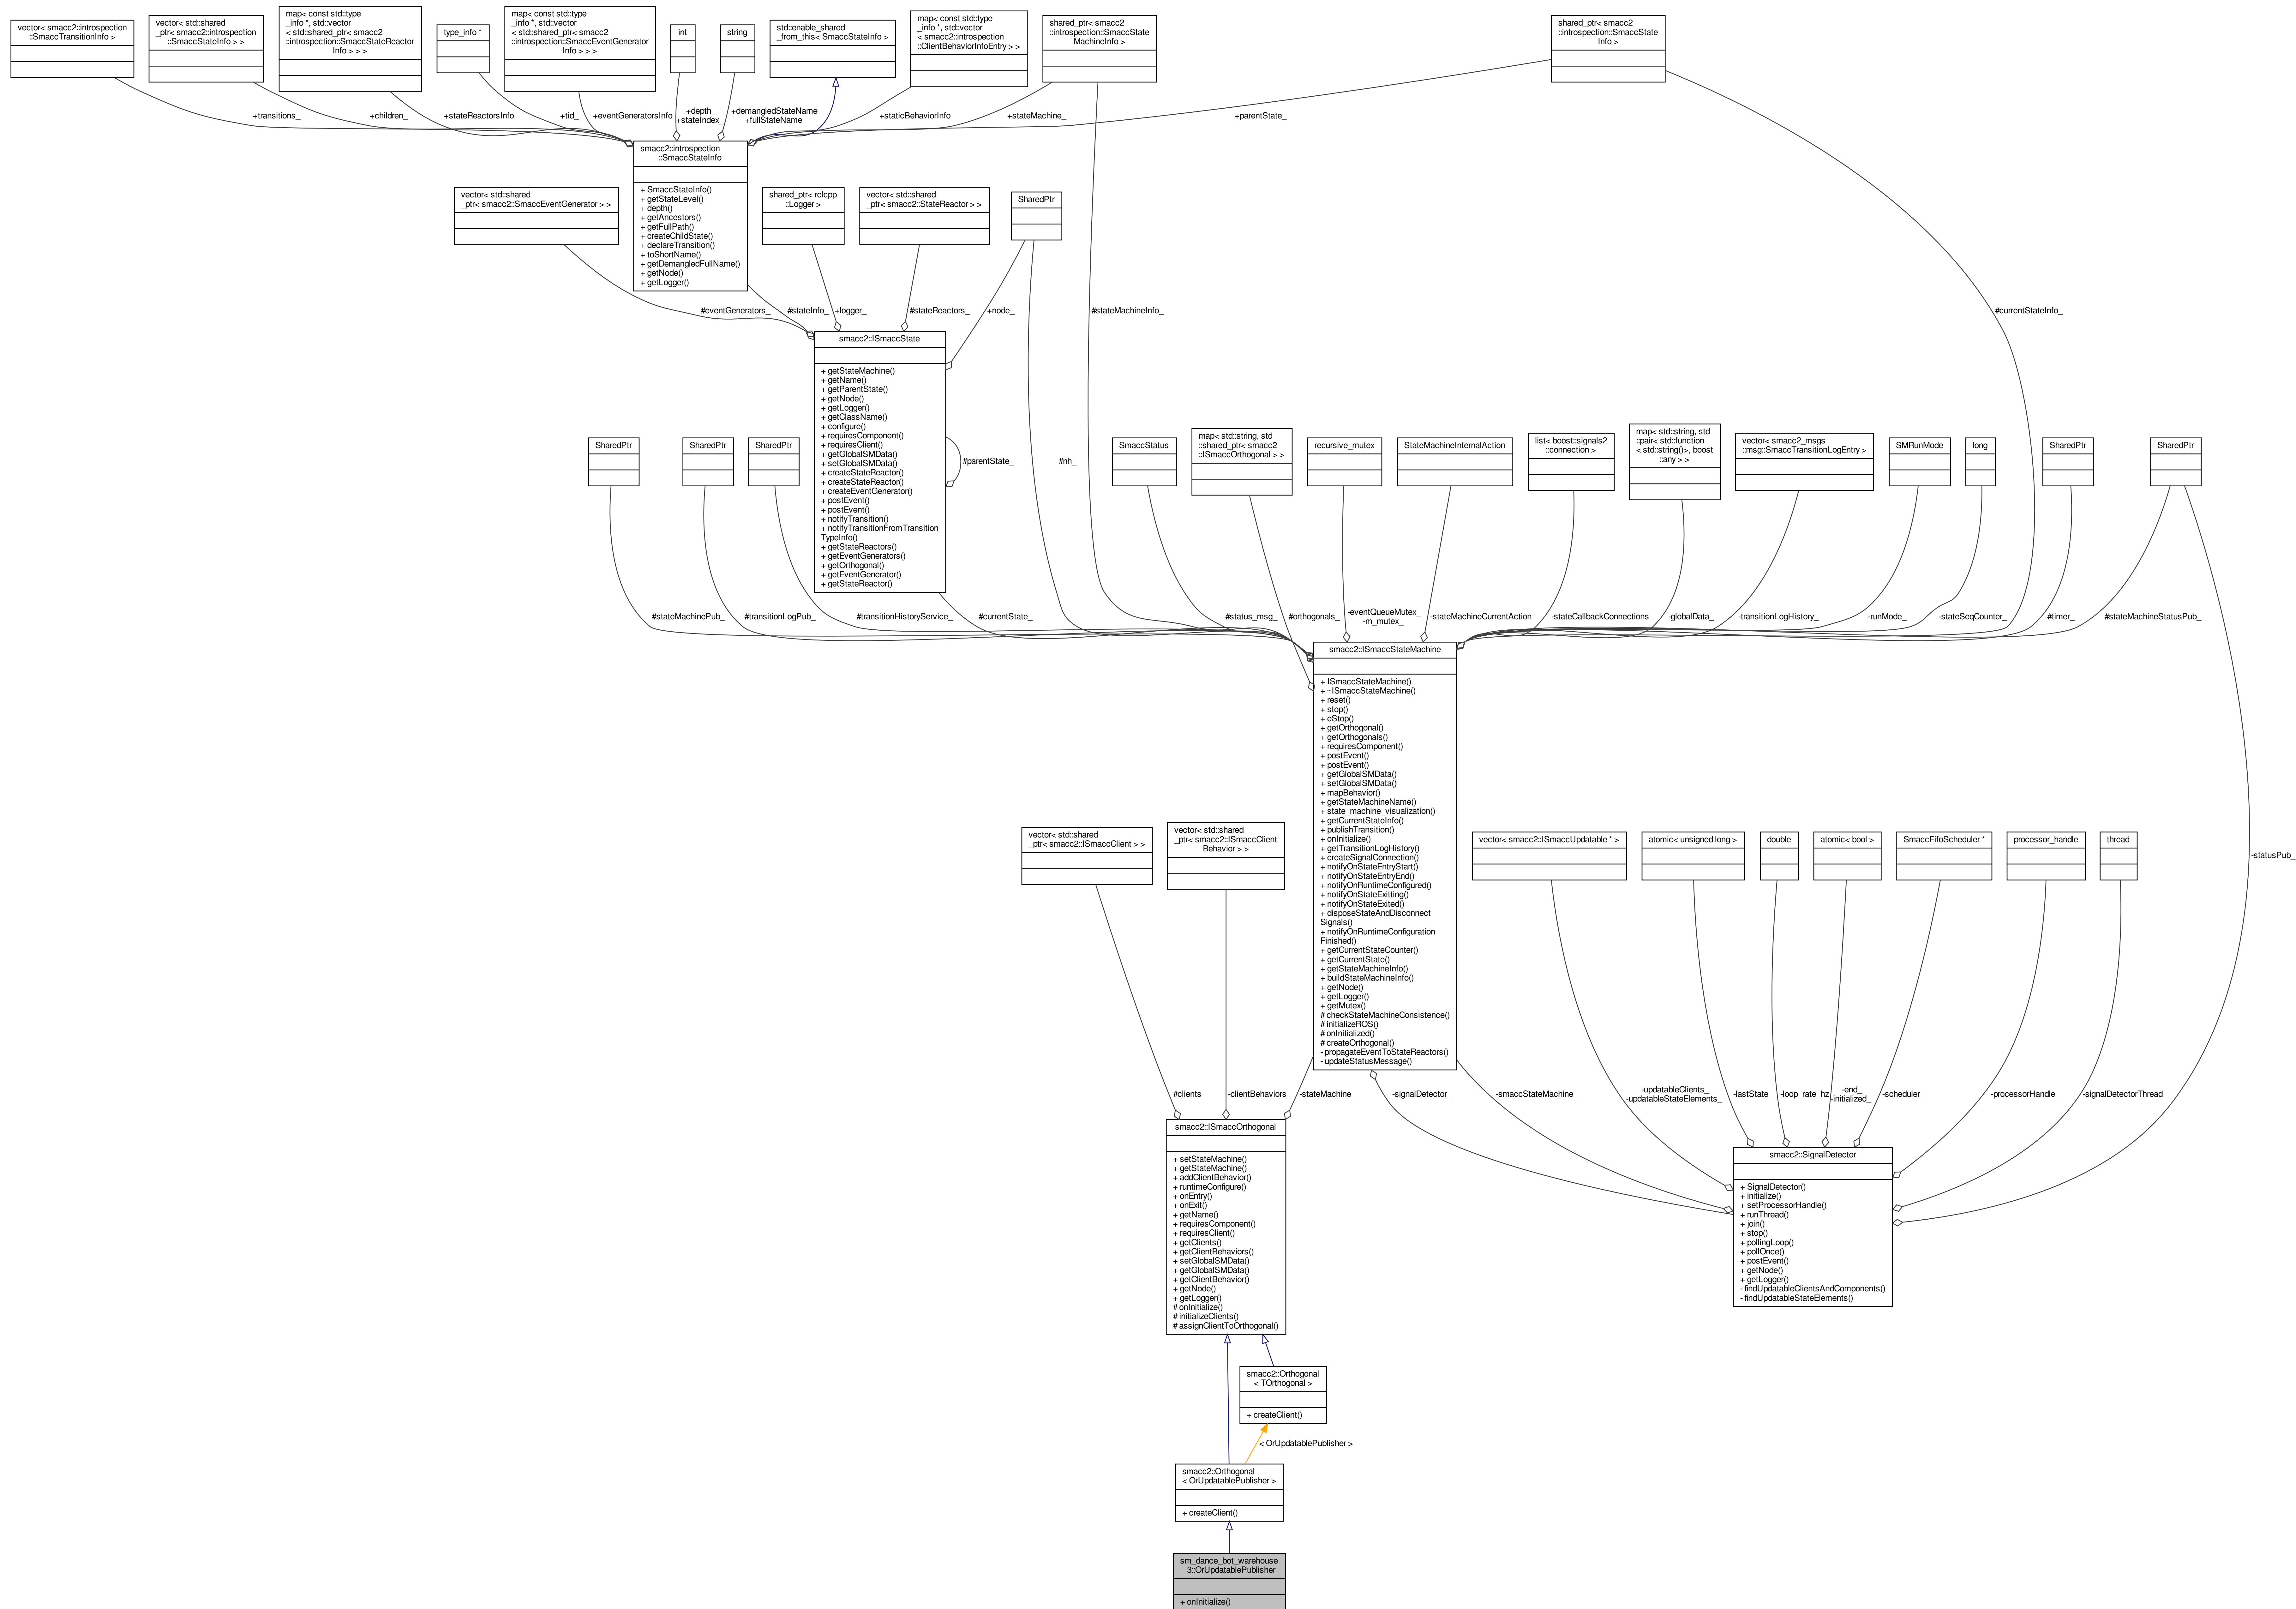 vector< smacc2::introspection
::SmaccTransitionInfo >
vector< std::shared
_ptr< smacc2::introspection
::SmaccStateInfo > >
map< const std::type
_info *, std::vector
< std::shared_ptr< smacc2
::introspection::SmaccStateReactor
Info > > >
type_info *
map< const std::type
_info *, std::vector
< std::shared_ptr< smacc2
::introspection::SmaccEventGenerator
Info > > >
int
string
std::enable_shared
_from_this< SmaccStateInfo >
map< const std::type
_info *, std::vector
< smacc2::introspection
::ClientBehaviorInfoEntry > >
shared_ptr< smacc2
::introspection::SmaccState
MachineInfo >
shared_ptr< smacc2
::introspection::SmaccState
Info >
+transitions_
+children_
+stateReactorsInfo
+tid_
+eventGeneratorsInfo
+depth_
+stateIndex_
+demangledStateName
+fullStateName
+staticBehaviorInfo
+stateMachine_
+parentState_
smacc2::introspection
::SmaccStateInfo
+ SmaccStateInfo()
+ getStateLevel()
+ depth()
+ getAncestors()
+ getFullPath()
+ createChildState()
+ declareTransition()
+ toShortName()
+ getDemangledFullName()
+ getNode()
+ getLogger()
vector< std::shared
_ptr< smacc2::SmaccEventGenerator > >
shared_ptr< rclcpp
::Logger >
vector< std::shared
_ptr< smacc2::StateReactor > >
SharedPtr
#eventGenerators_
#stateInfo_
+logger_
#stateReactors_
+node_
#stateMachineInfo_
#currentStateInfo_
smacc2::ISmaccState
+ getStateMachine()
+ getName()
+ getParentState()
+ getNode()
+ getLogger()
+ getClassName()
+ configure()
+ requiresComponent()
+ requiresClient()
+ getGlobalSMData()
+ setGlobalSMData()
+ createStateReactor()
+ createStateReactor()
+ createEventGenerator()
+ postEvent()
+ postEvent()
+ notifyTransition()
+ notifyTransitionFromTransition
TypeInfo()
+ getStateReactors()
+ getEventGenerators()
+ getOrthogonal()
+ getEventGenerator()
+ getStateReactor()
#parentState_
#nh_
SharedPtr
SharedPtr
SharedPtr
SmaccStatus
map< std::string, std
::shared_ptr< smacc2
::ISmaccOrthogonal > >
recursive_mutex
StateMachineInternalAction
list< boost::signals2
::connection >
map< std::string, std
::pair< std::function
< std::string()>, boost
::any > >
vector< smacc2_msgs
::msg::SmaccTransitionLogEntry >
SMRunMode
long
SharedPtr
SharedPtr
#stateMachinePub_
#transitionLogPub_
#transitionHistoryService_
#currentState_
#status_msg_
#orthogonals_
-eventQueueMutex_
-m_mutex_
-stateMachineCurrentAction
-stateCallbackConnections
-globalData_
-transitionLogHistory_
-runMode_
-stateSeqCounter_
#timer_
#stateMachineStatusPub_
-statusPub_
smacc2::ISmaccStateMachine
+ ISmaccStateMachine()
+ ~ISmaccStateMachine()
+ reset()
+ stop()
+ eStop()
+ getOrthogonal()
+ getOrthogonals()
+ requiresComponent()
+ postEvent()
+ postEvent()
+ getGlobalSMData()
+ setGlobalSMData()
+ mapBehavior()
+ getStateMachineName()
+ state_machine_visualization()
+ getCurrentStateInfo()
+ publishTransition()
+ onInitialize()
+ getTransitionLogHistory()
+ createSignalConnection()
+ notifyOnStateEntryStart()
+ notifyOnStateEntryEnd()
+ notifyOnRuntimeConfigured()
+ notifyOnStateExitting()
+ notifyOnStateExited()
+ disposeStateAndDisconnect
Signals()
+ notifyOnRuntimeConfiguration
Finished()
+ getCurrentStateCounter()
+ getCurrentState()
+ getStateMachineInfo()
+ buildStateMachineInfo()
+ getNode()
+ getLogger()
+ getMutex()
# checkStateMachineConsistence()
# initializeROS()
# onInitialized()
# createOrthogonal()
- propagateEventToStateReactors()
- updateStatusMessage()
vector< std::shared
_ptr< smacc2::ISmaccClient > >
vector< std::shared
_ptr< smacc2::ISmaccClient
Behavior > >
vector< smacc2::ISmaccUpdatable * >
atomic< unsigned long >
double
atomic< bool >
SmaccFifoScheduler *
processor_handle
thread
#clients_
-clientBehaviors_
-stateMachine_
-signalDetector_
-smaccStateMachine_
-updatableClients_
-updatableStateElements_
-lastState_
-loop_rate_hz
-end_
-initialized_
-scheduler_
-processorHandle_
-signalDetectorThread_
smacc2::ISmaccOrthogonal
+ setStateMachine()
+ getStateMachine()
+ addClientBehavior()
+ runtimeConfigure()
+ onEntry()
+ onExit()
+ getName()
+ requiresComponent()
+ requiresClient()
+ getClients()
+ getClientBehaviors()
+ setGlobalSMData()
+ getGlobalSMData()
+ getClientBehavior()
+ getNode()
+ getLogger()
# onInitialize()
# initializeClients()
# assignClientToOrthogonal()
smacc2::SignalDetector
+ SignalDetector()
+ initialize()
+ setProcessorHandle()
+ runThread()
+ join()
+ stop()
+ pollingLoop()
+ pollOnce()
+ postEvent()
+ getNode()
+ getLogger()
- findUpdatableClientsAndComponents()
- findUpdatableStateElements()
smacc2::Orthogonal
< TOrthogonal >
+ createClient()
< OrUpdatablePublisher >
smacc2::Orthogonal
< OrUpdatablePublisher >
+ createClient()
sm_dance_bot_warehouse
_3::OrUpdatablePublisher
+ onInitialize()